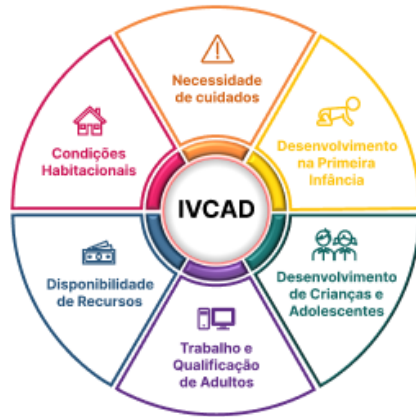 Necessidade
de cuidados
Desenvolvimento
na Primeira
Infância
Desenvolvimento
de Crianças e
Adolescentes
Trabalho e
Qualificação
de Adultos
Disponibilidade
de Recursos
Condições
Habitacionais
IVCAD